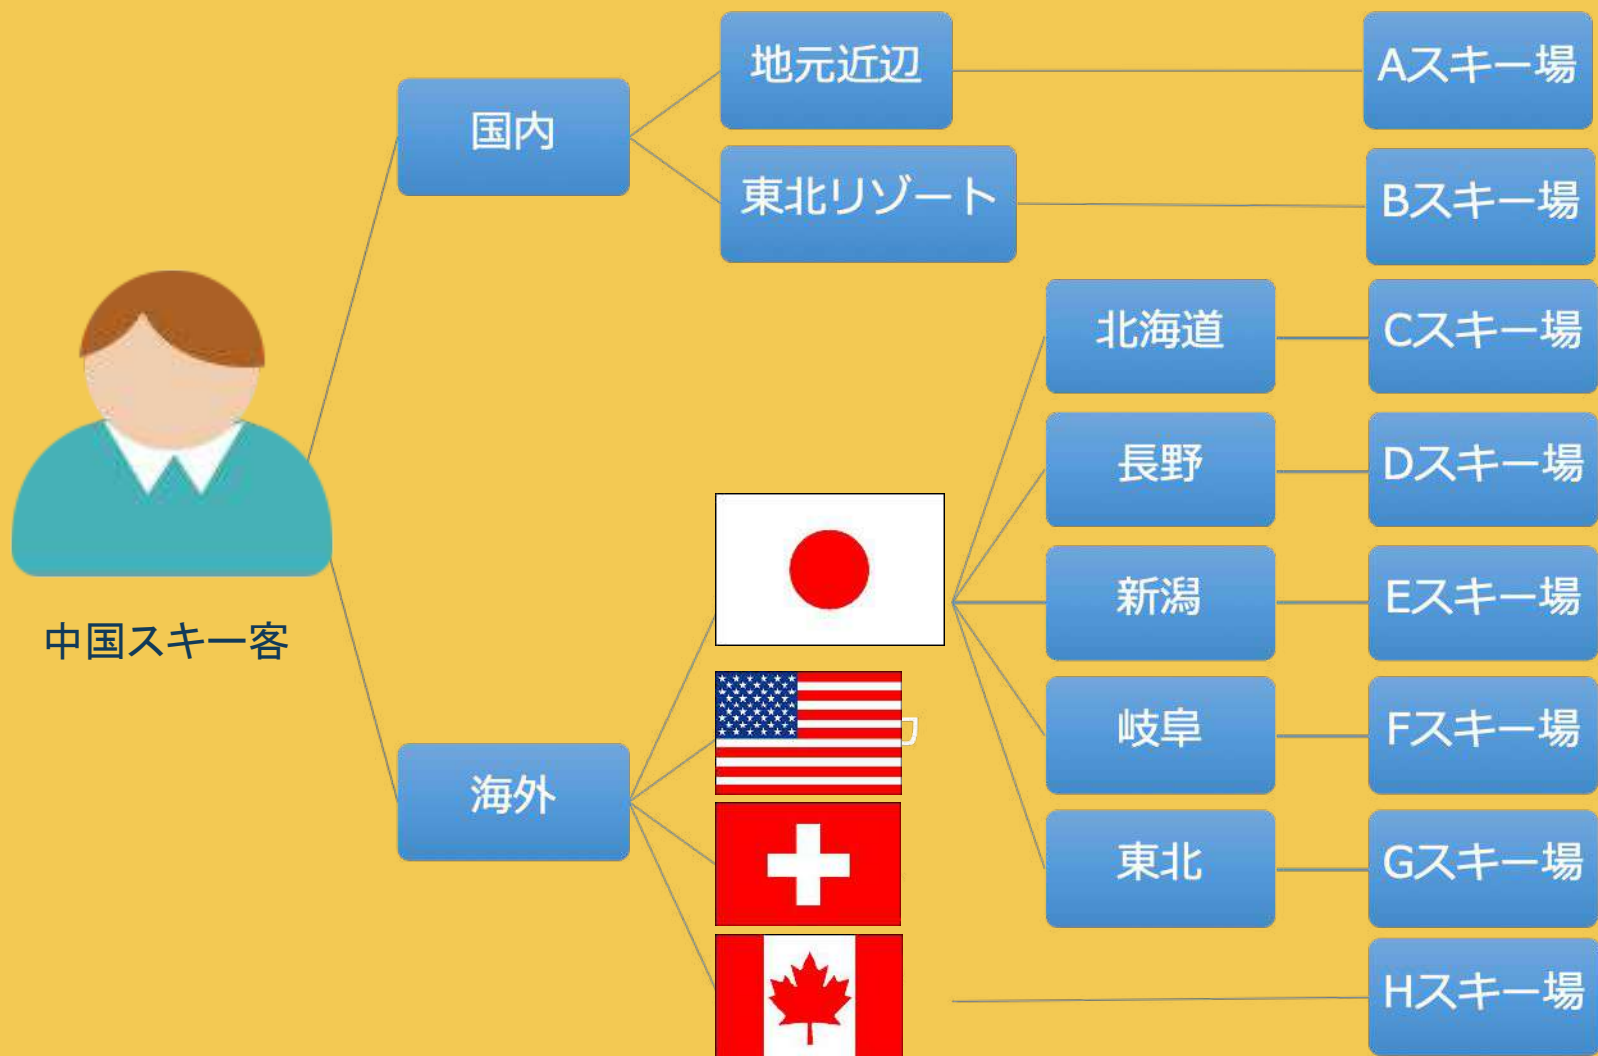 地元近辺
Aスキー場
国内
東北リゾート
Bスキー場
北海道
Cスキー場
長野
Dスキー場
新潟
Eスキー場
中国スキー客
岐阜
Fスキー場
海外
東北
Gスキー場
Hスキー場